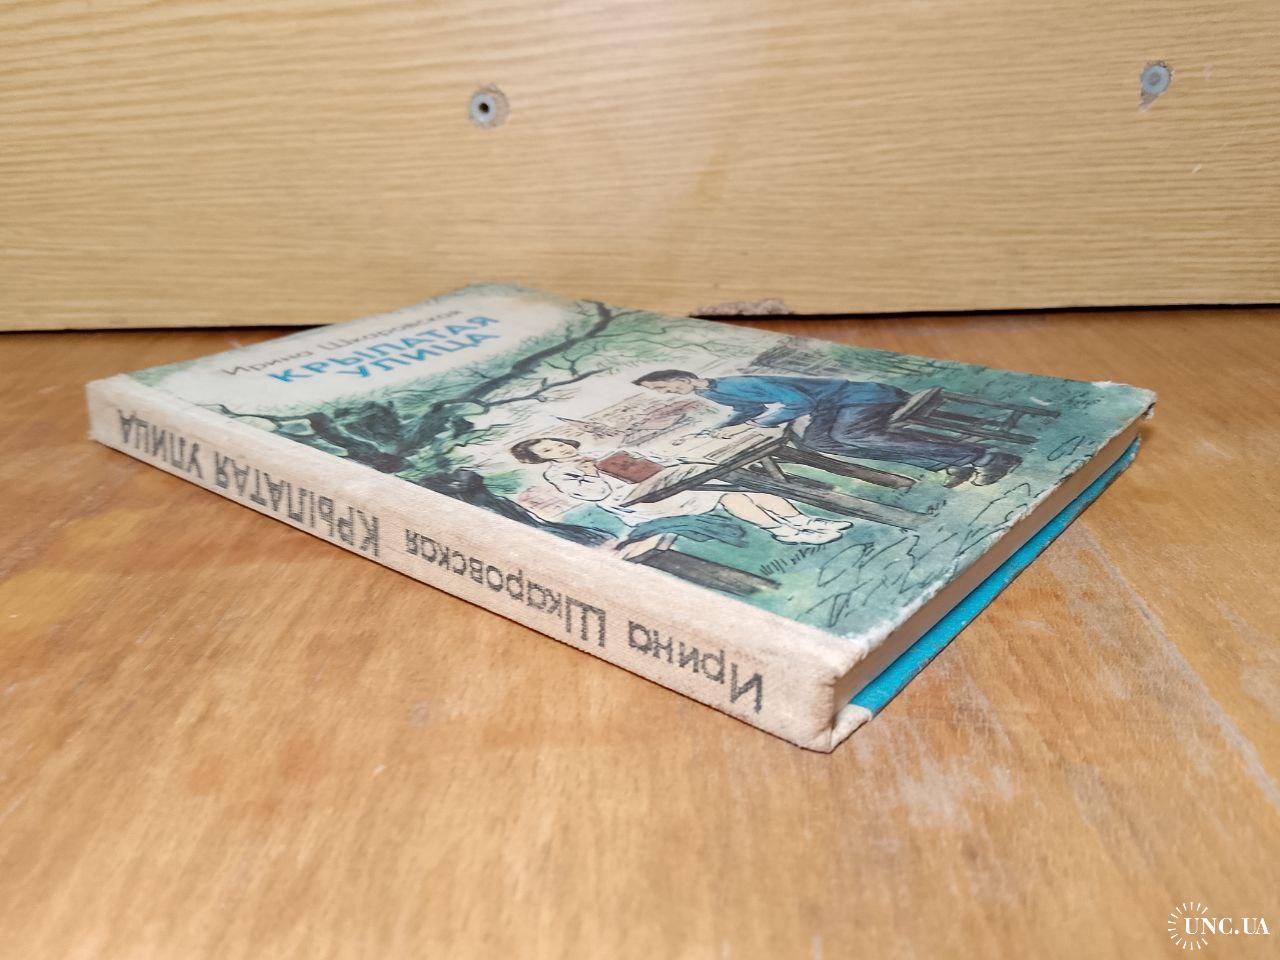 Ирина Шкаровская
КРЫЛАТАЯ
УЛИЦА
Ирина Шкаровская КРЫЛАТАЯ УЛИЦА
UNC.UA